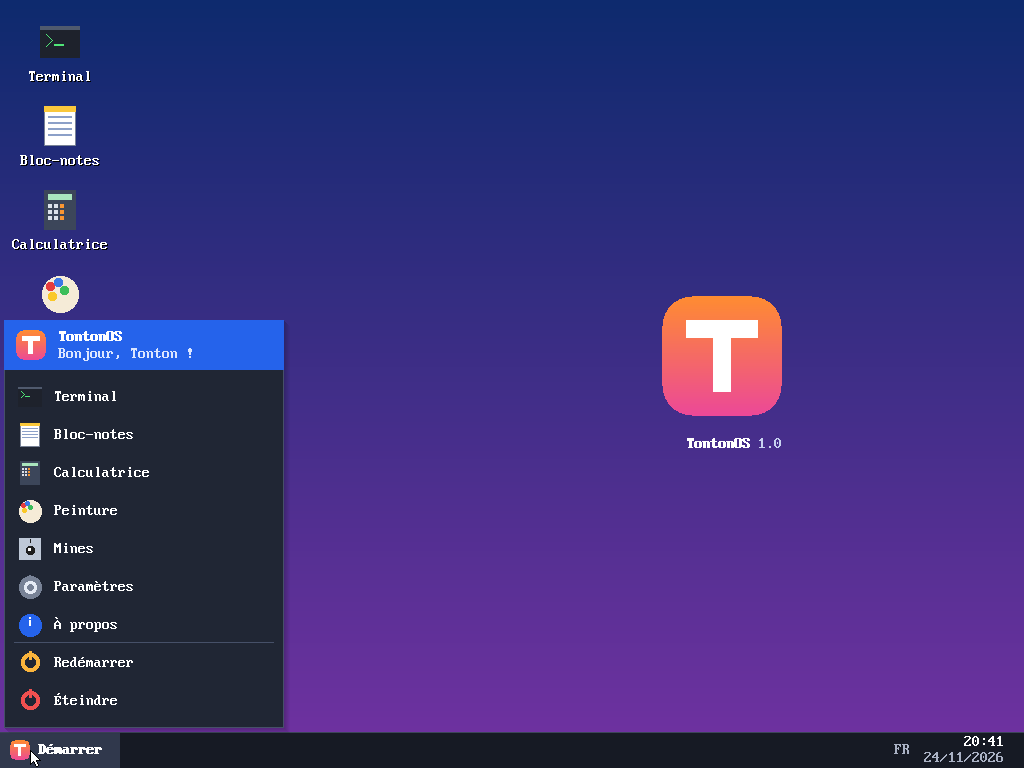 Terminal
Bloc-notes
Calculatrice
TontonOS
Bonjour, Tonton !
Terminal
Bloc-notes
Calculatrice
Peinture
Mines
Paramètres
À propos
Redémarrer
Éteindre
T
TontonOS 1.0
Démarrer
FR
20:41
24/11/2026